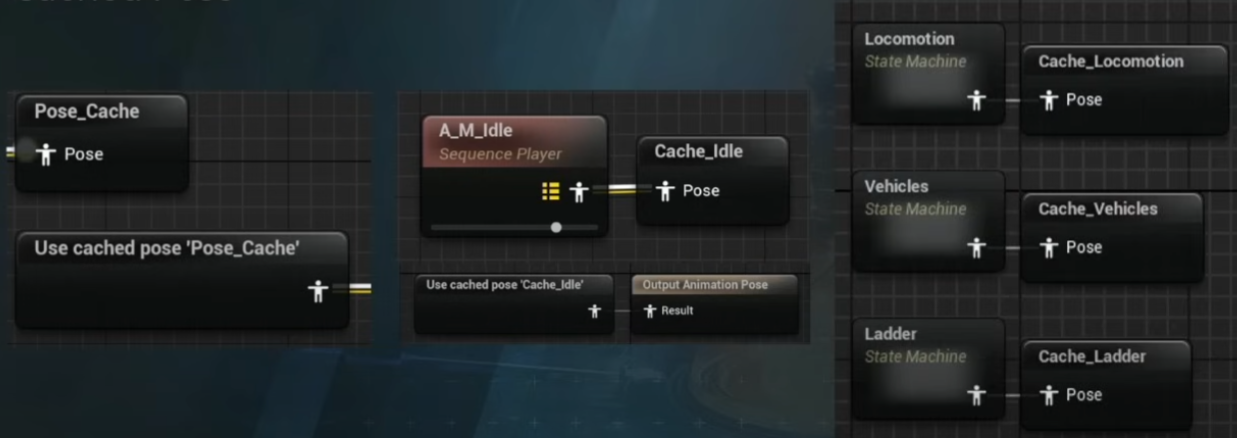 Pose_Cache
Pose
Use cached pose 'Pose_Cache'
A_M_Idle
Sequence Player
Cache_Idle
Pose
Use cached pose 'Cache_Idle'
Output Animation Pose
Result
Locomotion
State Machine
Cache_Locomotion
Pose
Vehicles
State Machine
Cache_Vehicles
Pose
Ladder
State Machine
Cache_Ladder
Pose